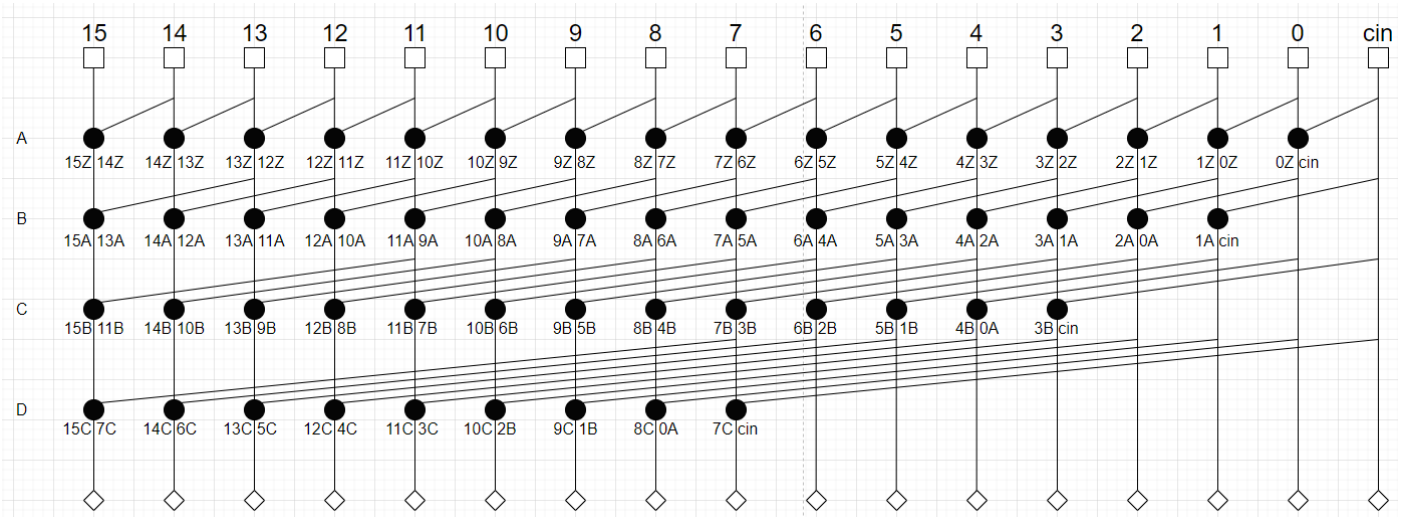 15 14 13 12 11 10 9 8 7 6 5 4 3 2 1 0 cin
A
15Z 14Z 14Z 13Z 13Z 12Z 12Z 11Z 11Z 10Z 10Z 9Z 9Z 8Z 8Z 7Z 7Z 6Z 6Z 5Z 5Z 4Z 4Z 3Z 3Z 2Z 2Z 1Z 1Z 0Z 0Z cin
B
15A 13A 14A 12A 13A 11A 12A 10A 11A 9A 10A 8A 9A 7A 8A 6A 7A 5A 6A 4A 5A 3A 4A 2A 3A 1A 2A 0A 1A cin
C
15B 11B 14B 10B 13B 9B 12B 8B 11B 7B 10B 6B 9B 5B 8B 4B 7B 3B 6B 2B 5B 1B 4B 0A 3B cin
D
15C 7C 14C 6C 13C 5C 12C 4C 11C 3C 10C 2B 9C 1B 8C 0A 7C cin